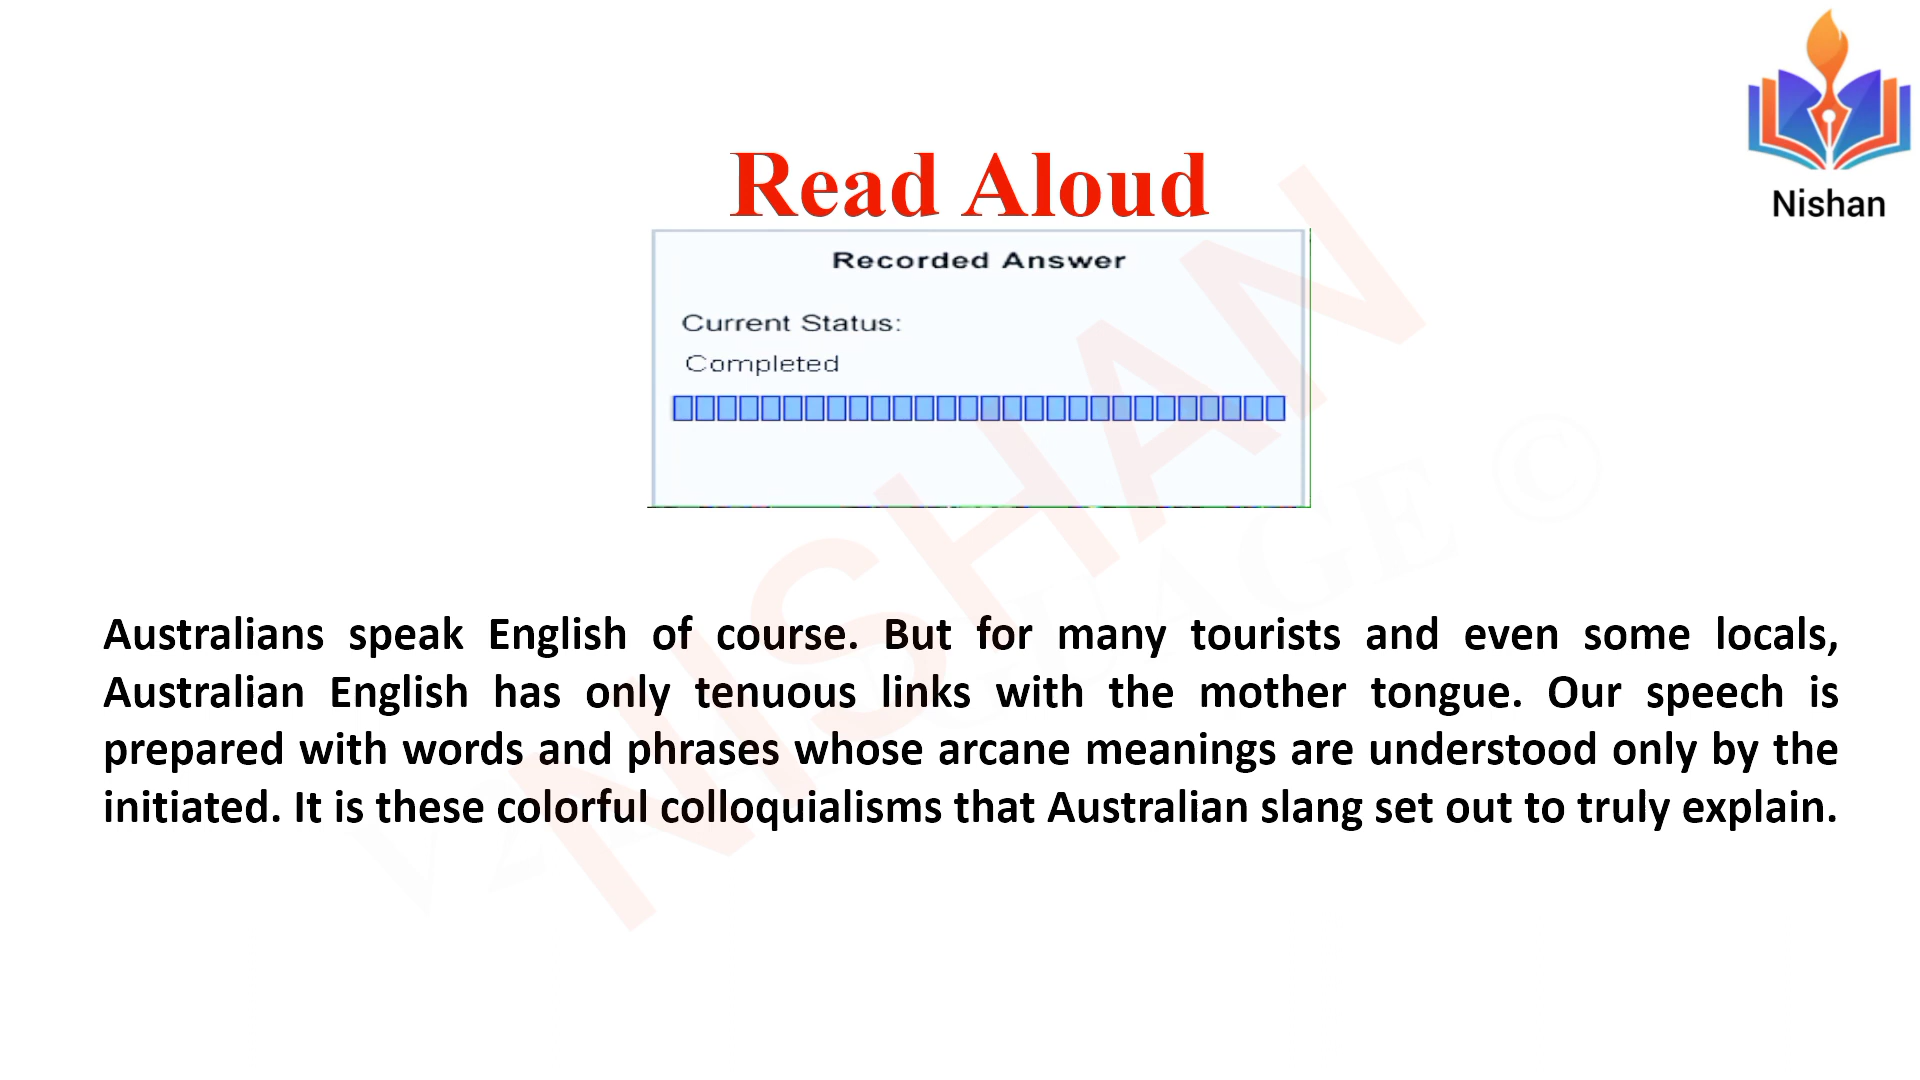 Nishan
Read Aloud
Recorded Answer
Current Status:
Completed
NISHAN
Australians speak English of course. But for many tourists and even some locals,
Australian English has only tenuous links with the mother tongue. Our speech is
prepared with words and phrases whose arcane meanings are understood only by the
initiated. It is these colorful colloquialisms that Australian slang set out to truly explain.